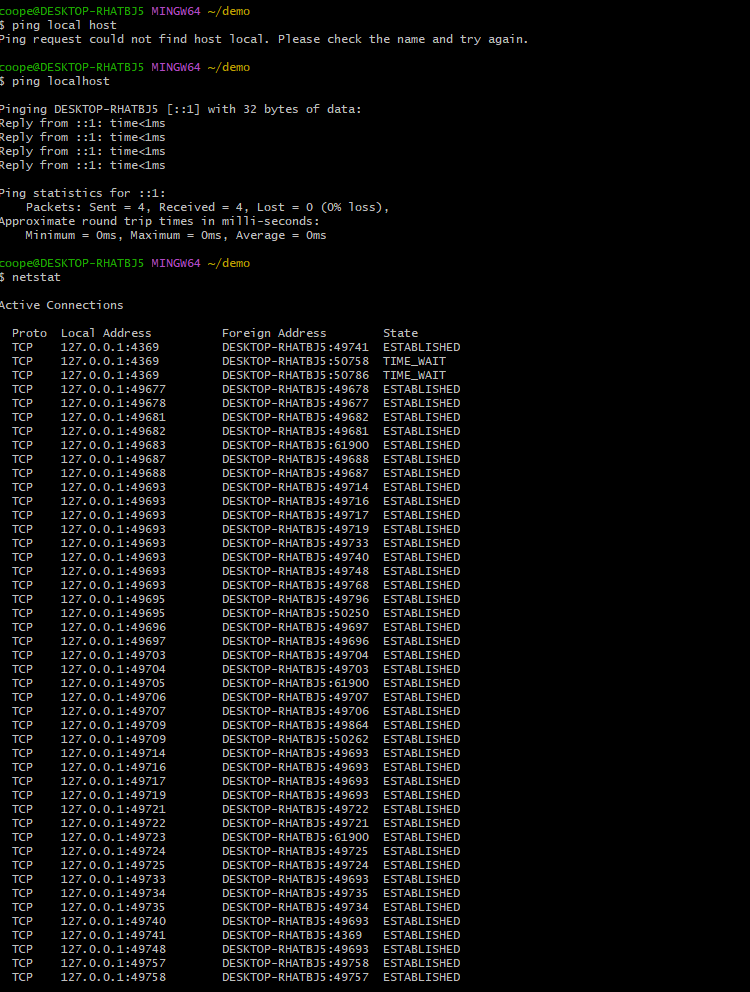 coope@DESKTOP-RHATBJ5 MINGW64 ~/demo
$ ping local host
Ping request could not find host local. Please check the name and try again.
coope@DESKTOP-RHATBJ5 MINGW64 ~/demo
$ ping localhost
Pinging DESKTOP-RHATBJ5 [::1] with 32 bytes of data:
Reply from ::1: time<1ms
Reply from ::1: time<1ms
Reply from ::1: time<1ms
Reply from ::1: time<1ms
Ping statistics for ::1:
    Packets: Sent = 4, Received = 4, Lost = 0 (0% loss),
Approximate round trip times in milli-seconds:
    Minimum = 0ms, Maximum = 0ms, Average = 0ms
coope@DESKTOP-RHATBJ5 MINGW64 ~/demo
$ netstat
Active Connections
  Proto  Local Address          Foreign Address        State
  TCP    127.0.0.1:4369         DESKTOP-RHATBJ5:49741  ESTABLISHED
  TCP    127.0.0.1:4369         DESKTOP-RHATBJ5:50758  TIME_WAIT
  TCP    127.0.0.1:4369         DESKTOP-RHATBJ5:50786  TIME_WAIT
  TCP    127.0.0.1:49677        DESKTOP-RHATBJ5:49678  ESTABLISHED
  TCP    127.0.0.1:49678        DESKTOP-RHATBJ5:49677  ESTABLISHED
  TCP    127.0.0.1:49681        DESKTOP-RHATBJ5:49682  ESTABLISHED
  TCP    127.0.0.1:49682        DESKTOP-RHATBJ5:49681  ESTABLISHED
  TCP    127.0.0.1:49683        DESKTOP-RHATBJ5:61900  ESTABLISHED
  TCP    127.0.0.1:49687        DESKTOP-RHATBJ5:49688  ESTABLISHED
  TCP    127.0.0.1:49688        DESKTOP-RHATBJ5:49687  ESTABLISHED
  TCP    127.0.0.1:49693        DESKTOP-RHATBJ5:49714  ESTABLISHED
  TCP    127.0.0.1:49693        DESKTOP-RHATBJ5:49716  ESTABLISHED
  TCP    127.0.0.1:49693        DESKTOP-RHATBJ5:49717  ESTABLISHED
  TCP    127.0.0.1:49693        DESKTOP-RHATBJ5:49719  ESTABLISHED
  TCP    127.0.0.1:49693        DESKTOP-RHATBJ5:49733  ESTABLISHED
  TCP    127.0.0.1:49693        DESKTOP-RHATBJ5:49740  ESTABLISHED
  TCP    127.0.0.1:49693        DESKTOP-RHATBJ5:49748  ESTABLISHED
  TCP    127.0.0.1:49693        DESKTOP-RHATBJ5:49768  ESTABLISHED
  TCP    127.0.0.1:49695        DESKTOP-RHATBJ5:49796  ESTABLISHED
  TCP    127.0.0.1:49695        DESKTOP-RHATBJ5:50250  ESTABLISHED
  TCP    127.0.0.1:49696        DESKTOP-RHATBJ5:49697  ESTABLISHED
  TCP    127.0.0.1:49697        DESKTOP-RHATBJ5:49696  ESTABLISHED
  TCP    127.0.0.1:49703        DESKTOP-RHATBJ5:49704  ESTABLISHED
  TCP    127.0.0.1:49704        DESKTOP-RHATBJ5:49703  ESTABLISHED
  TCP    127.0.0.1:49705        DESKTOP-RHATBJ5:61900  ESTABLISHED
  TCP    127.0.0.1:49706        DESKTOP-RHATBJ5:49707  ESTABLISHED
  TCP    127.0.0.1:49707        DESKTOP-RHATBJ5:49706  ESTABLISHED
  TCP    127.0.0.1:49709        DESKTOP-RHATBJ5:49864  ESTABLISHED
  TCP    127.0.0.1:49709        DESKTOP-RHATBJ5:50262  ESTABLISHED
  TCP    127.0.0.1:49714        DESKTOP-RHATBJ5:49693  ESTABLISHED
  TCP    127.0.0.1:49716        DESKTOP-RHATBJ5:49693  ESTABLISHED
  TCP    127.0.0.1:49717        DESKTOP-RHATBJ5:49693  ESTABLISHED
  TCP    127.0.0.1:49719        DESKTOP-RHATBJ5:49693  ESTABLISHED
  TCP    127.0.0.1:49721        DESKTOP-RHATBJ5:49722  ESTABLISHED
  TCP    127.0.0.1:49722        DESKTOP-RHATBJ5:49721  ESTABLISHED
  TCP    127.0.0.1:49723        DESKTOP-RHATBJ5:61900  ESTABLISHED
  TCP    127.0.0.1:49724        DESKTOP-RHATBJ5:49725  ESTABLISHED
  TCP    127.0.0.1:49725        DESKTOP-RHATBJ5:49724  ESTABLISHED
  TCP    127.0.0.1:49733        DESKTOP-RHATBJ5:49693  ESTABLISHED
  TCP    127.0.0.1:49734        DESKTOP-RHATBJ5:49735  ESTABLISHED
  TCP    127.0.0.1:49735        DESKTOP-RHATBJ5:49734  ESTABLISHED
  TCP    127.0.0.1:49740        DESKTOP-RHATBJ5:49693  ESTABLISHED
  TCP    127.0.0.1:49741        DESKTOP-RHATBJ5:4369   ESTABLISHED
  TCP    127.0.0.1:49748        DESKTOP-RHATBJ5:49693  ESTABLISHED
  TCP    127.0.0.1:49757        DESKTOP-RHATBJ5:49758  ESTABLISHED
  TCP    127.0.0.1:49758        DESKTOP-RHATBJ5:49757  ESTABLISHED